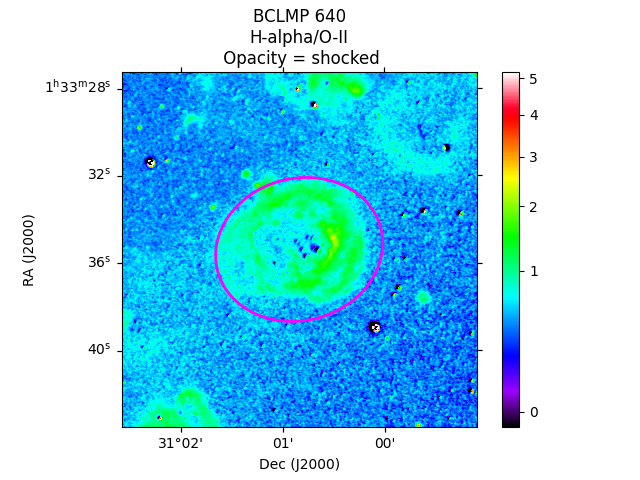 BCLMP 640
H-alpha/O-II
Opacity = shocked
1ʰ33ᵐ28ˢ
32ˢ
36ˢ
40ˢ
RA (J2000)
31°02' 01' 00'
Dec (J2000)
5
4
3
2
1
0